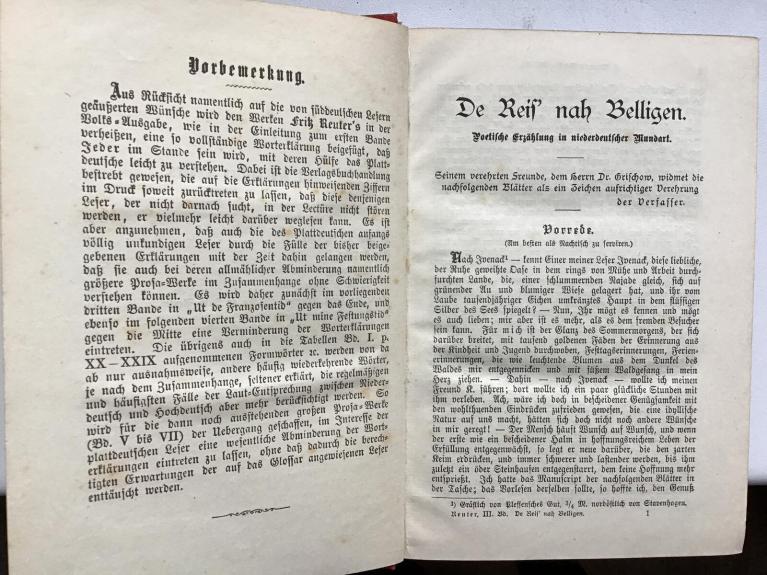 Vorbemerkung.
Aus Rücksicht namentlich auf die von süddeutschen Lesern
geäußerten Wünsche wird den Werken Fritz Reuter's in der
Volks-Ausgabe, wie in der Einleitung zum ersten Bande
verheißen, eine so vollständige Worterklärung beigefügt, daß
Jeder im Stande sein wird, mit deren Hülfe das Platt-
deutsche leicht zu verstehen. Dabei ist die Verlagsbuchhandlung
bestrebt gewesen, die auf die Erklärungen hinweisenden Ziffern
im Druck soweit zurücktreten zu lassen, daß diese denjenigen
Leser, der nicht darnach sucht, in der Lectüre nicht stören
werden, er vielmehr leicht darüber weglesen kann. Es ist
aber anzunehmen, daß auch die des Plattdeutschen anfangs
völlig unkundigen Leser durch die Fülle der bisher beige-
gebenen Erklärungen mit der Zeit dahin gelangen werden,
daß sie auch bei deren allmählicher Abminderung namentlich
größere Prosa-Werke im Zusammenhange ohne Schwierigkeit
verstehen können. Es wird daher zunächst im vorliegenden
dritten Bande in „Ut de Franzosentid" gegen das Ende, und
ebenso im folgenden vierten Bande in „Ut mine Festungstid"
gegen die Mitte eine Verminderung der Worterklärungen
eintreten. Die übrigens auch in die Tabellen Bd. I. p.
XX—XXIX aufgenommenen Formwörter ꝛc. werden von da
ab nur ausnahmsweise, andere häufig wiederkehrende Wörter,
je nach dem Zusammenhange, seltener erklärt, die regelmäßigen
und häufigsten Fälle der Laut-Entsprechung zwischen Nieder-
deutsch und Hochdeutsch aber mehr berücksichtigt werden. So
wird für die dann noch ausstehenden großen Prosa-Werke
(Bd. V bis VII) der Uebergang geschaffen, im Interesse der
plattdeutschen Leser eine wesentliche Abminderung der Wort-
erklärungen eintreten zu lassen, ohne daß dadurch die berech-
tigten Erwartungen der auf das Glossar angewiesenen Leser
enttäuscht werden.
De Reis' nah Belligen.
Poetische Erzählung in niederdeutscher Mundart.
Seinem verehrten Freunde, dem Herrn Dr. Grischow, widmet die
nachfolgenden Blätter als ein Zeichen aufrichtiger Verehrung
der Verfasser.
Vorrede.
(Am besten als Nachtisch zu serviren.)
Nach Ivenack¹ — kennt Einer meiner Leser Ivenack, diese liebliche,
der Ruhe geweihte Oase in dem rings von Mühe und Arbeit durch-
furchten Lande, die, einer schlummernden Najade gleich, sich auf
grünender Au und blumiger Wiese gelagert hat, und ihr von
Laube tausendjähriger Eichen umkränztes Haupt in dem flüssigen
Silber des Sees spiegelt? — Nun, Ihr mögt es kennen und mögt
es auch lieben; mir aber ist es mehr, als es dem fremden Besucher
sein kann. Für mich ist der Glanz des Sommermorgens, der sich
darüber breitet, mit tausend goldenen Fäden der Erinnerung aus
der Kindheit und Jugend durchwoben, Festtagserinnerungen, Ferien-
erinnerungen, die wie leuchtende Blumen aus dem Dunkel des
Waldes mir entgegennicken und mit süßem Waldgesang in mein
Herz ziehen. — Dahin — nach Ivenack — wollte ich meinen
Freund K. führen; dort wollte ich ein paar glückliche Stunden mit
ihm verleben. Ach, wäre ich doch in bescheidener Genügsamkeit mit
den wohlthuenden Eindrücken zufrieden gewesen, die eine idyllische
Natur auf uns macht, hätten sich doch nicht noch andere Wünsche
in mir geregt! — Der Mensch häuft Wunsch auf Wunsch, und wenn
der erste wie ein bescheidener Halm in hoffnungsreichem Leben der
Erfüllung entgegenwächst, so legt er neue darüber, die den zarten
Keim erdrücken, und immer schwerer und lastender werden, bis ihm
zuletzt ein öder Steinhaufen entgegenstarrt, dem keine Hoffnung mehr
entsprießt. Ich hatte das Manuscript der nachfolgenden Blätter in
der Tasche; das Vorlesen derselben sollte, so hoffte ich, den Genuß
¹) Gräflich von Plessensches Gut, ³/₄ M. nordöstlich von Stavenhagen.
Reuter, III. Bd. De Reis' nah Belligen. 1